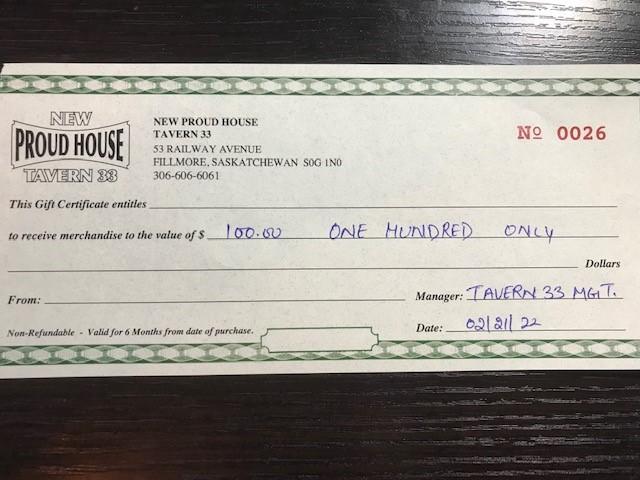 NEW
PROUD HOUSE
TAVERN 33
NEW PROUD HOUSE
TAVERN 33
53 RAILWAY AVENUE
FILLMORE, SASKATCHEWAN S0G 1N0
306-606-6061
Nº 0026
This Gift Certificate entitles
to receive merchandise to the value of $ 100.00 ONE HUNDRED ONLY
Dollars
From: Manager: TAVERN 33 MGT.
Non-Refundable - Valid for 6 Months from date of purchase. Date: 02/21/22